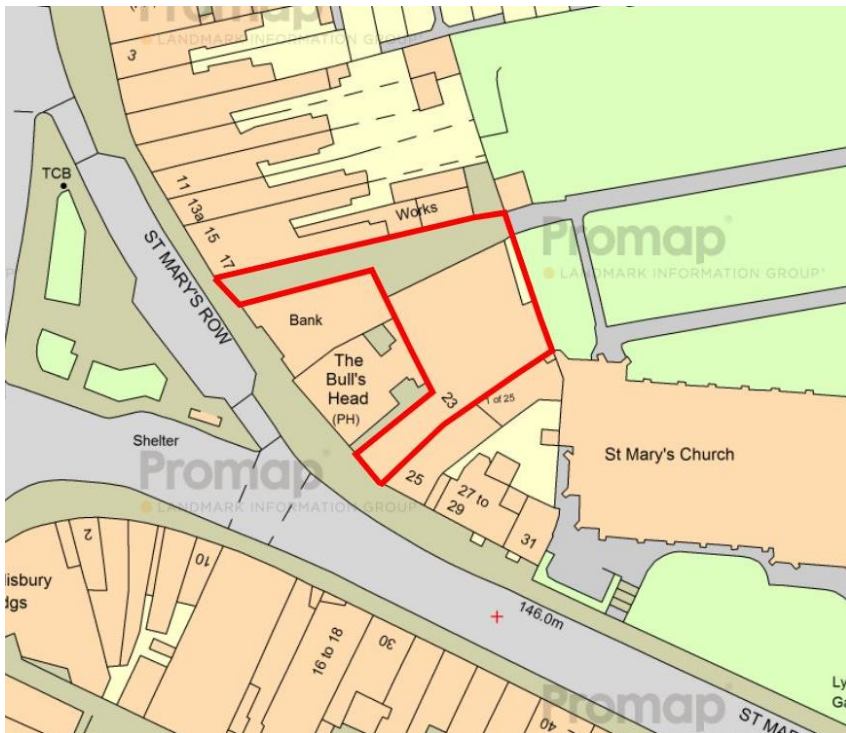 Promap
LANDMARK INFORMATION GROUP
3
TCB
11
13a
15
17
Works
ST MARY'S ROW
Promap®
LANDMARK INFORMATION GROUP®
Bank
The
Bull's
Head
(PH)
23
1 of 25
Shelter
Promap®
LANDMARK INFORMATION GROUP
St Mary's Church
25
27 to
29
31
2
10
146.0m
lisbury
dgs
16 to 18
30
40
Promap®
Ly
Ga
ST MAR